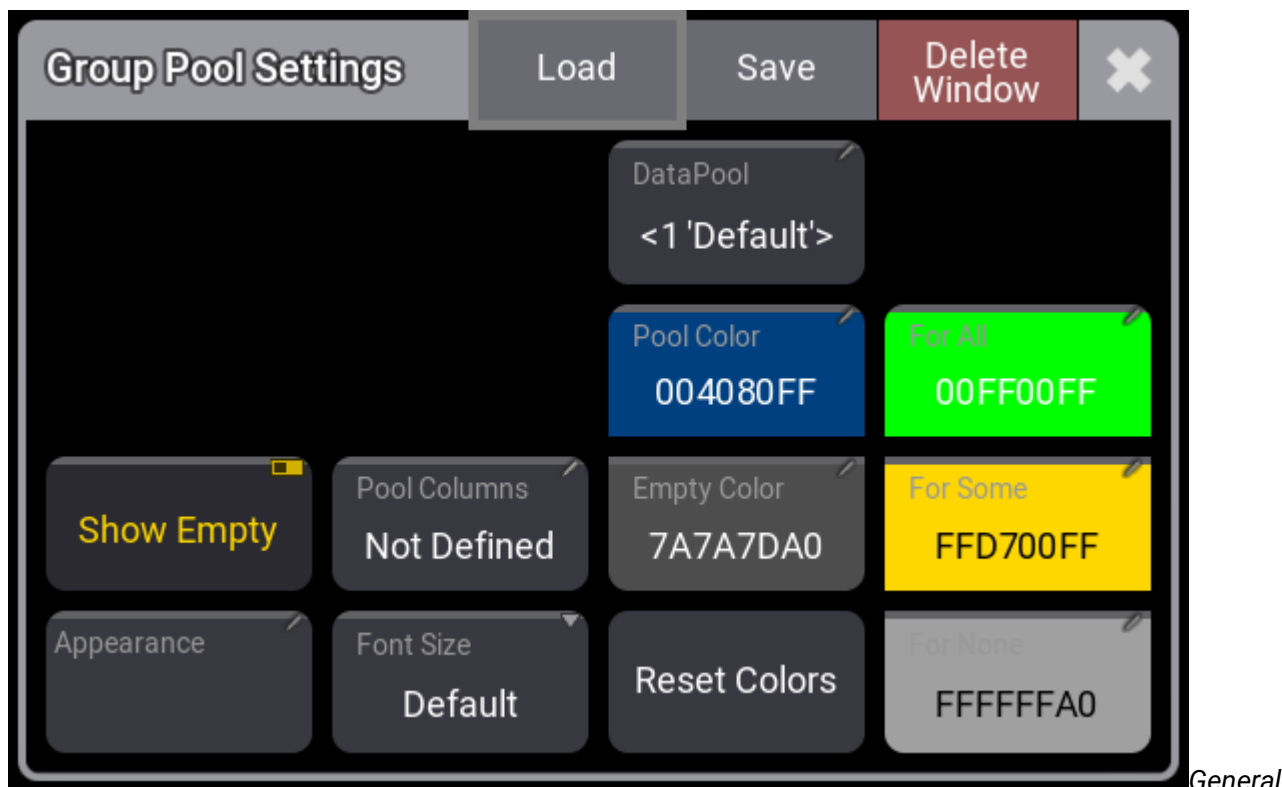 Group Pool Settings
Load
Save
Delete
Window
DataPool
<1 'Default'>
Pool Color
004080FF
For All
00FF00FF
Show Empty
Pool Columns
Not Defined
Empty Color
7A7A7DA0
For Some
FFD700FF
Appearance
Font Size
Default
Reset Colors
For None
FFFFFFA0
General